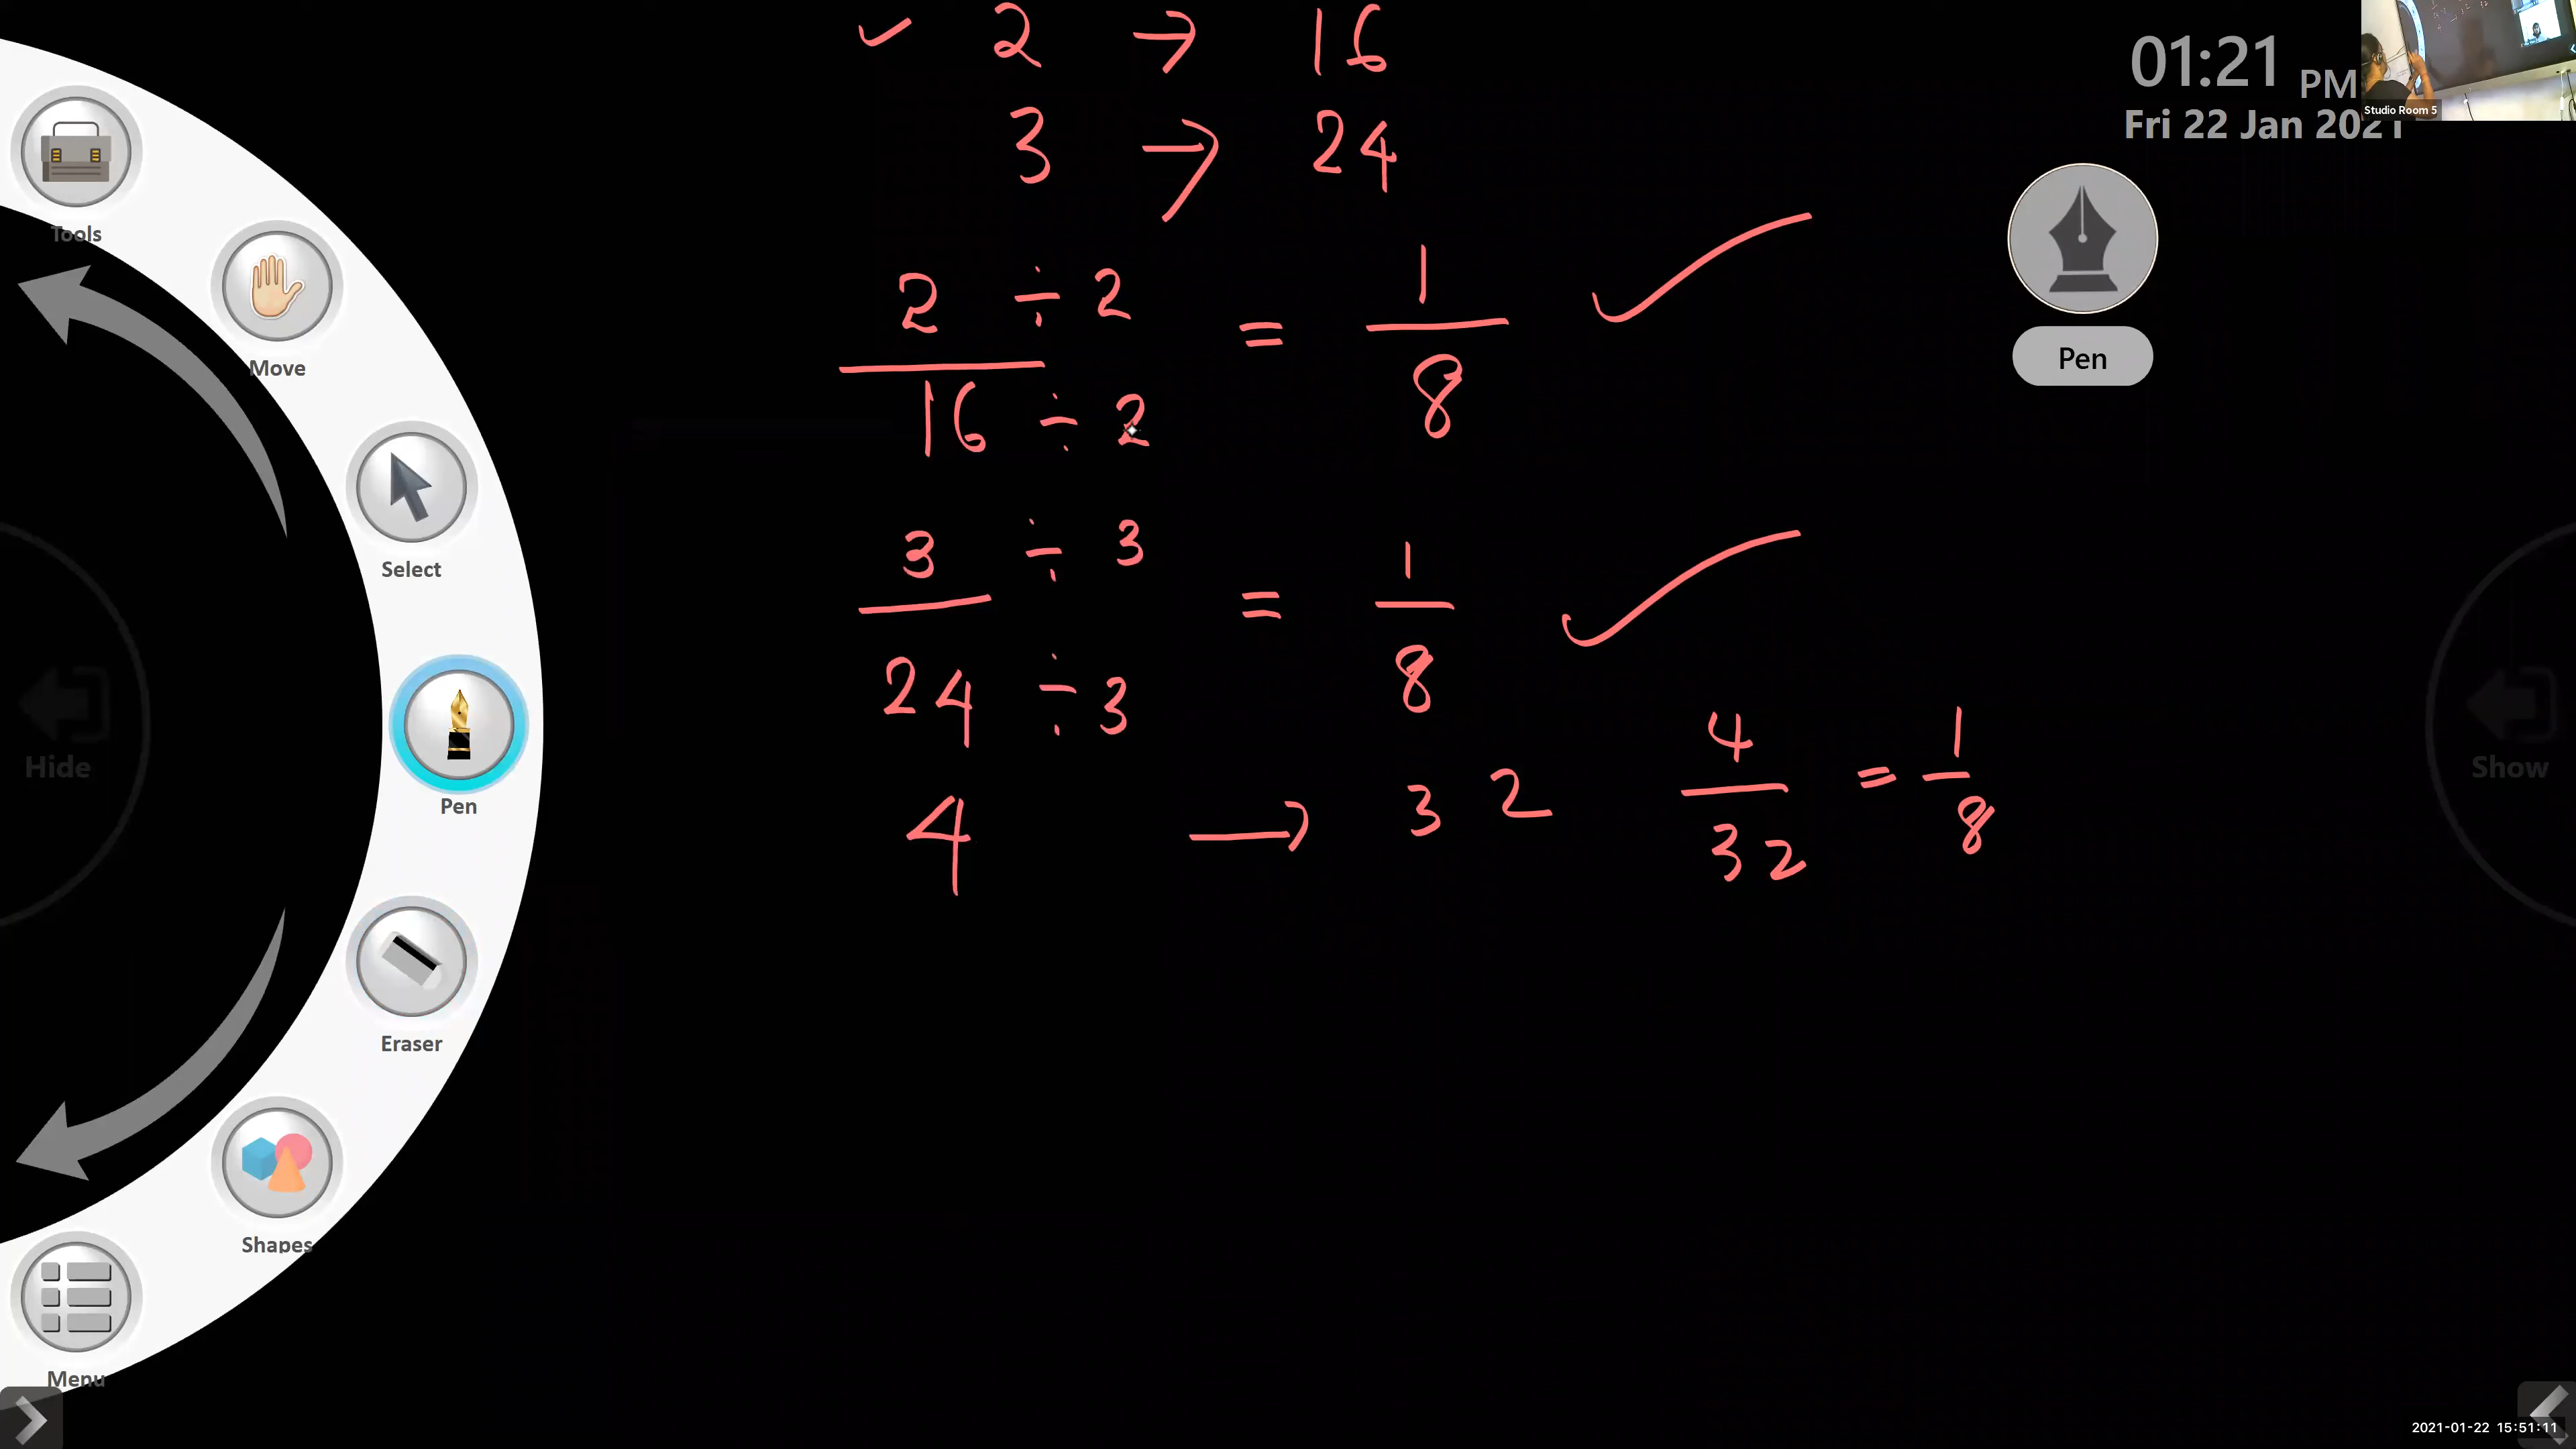 ✓ 2 → 16
3 → 24
2 ÷ 2 = 1 ✓
16 ÷ 2 8
3 ÷ 3 = 1 ✓
24 ÷ 3 8
4 → 32 4 = 1
32 8
Tools
Move
Select
Pen
Eraser
Shapes
Menu
Hide
01:21 PM
Fri 22 Jan 2021
Studio Room 5
Pen
Show
2021-01-22 15:51:11